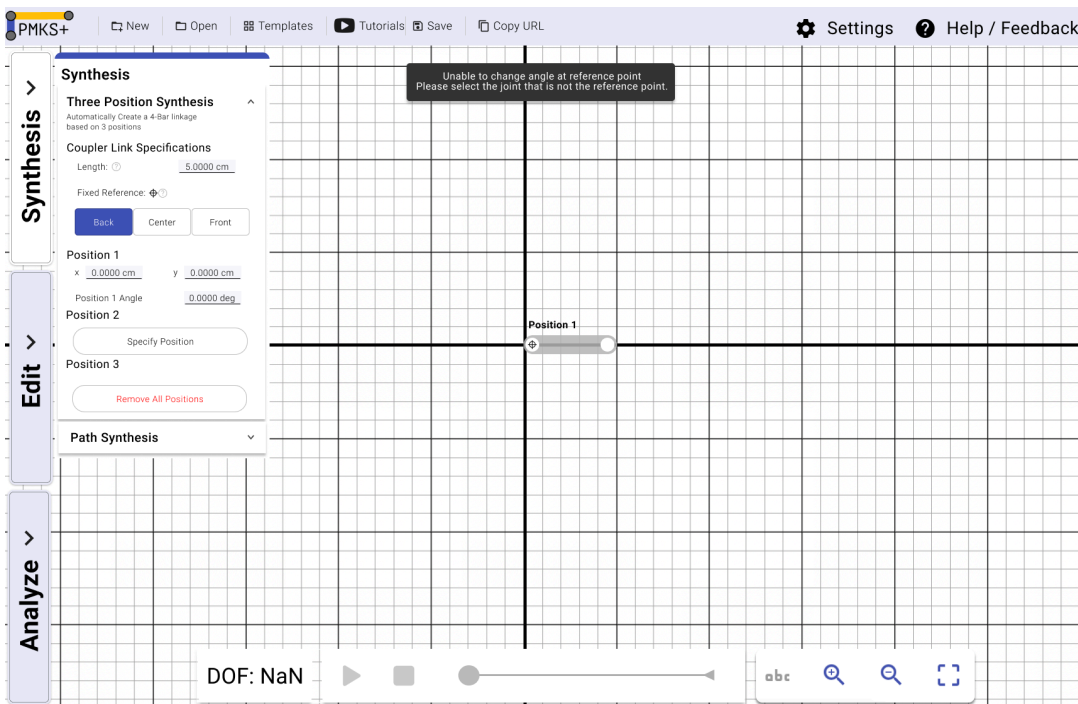 PMKS+
New
Open
Templates
Tutorials
Save
Copy URL
Settings
Help / Feedback
Synthesis
Edit
Analyze
Synthesis
Three Position Synthesis
Automatically Create a 4-Bar linkage
based on 3 positions
Coupler Link Specifications
Length: ?
5.0000 cm
Fixed Reference: ?
Back
Center
Front
Position 1
x 0.0000 cm
y 0.0000 cm
Position 1 Angle
0.0000 deg
Position 2
Specify Position
Position 3
Remove All Positions
Path Synthesis
Unable to change angle at reference point
Please select the joint that is not the reference point.
Position 1
DOF: NaN
abc